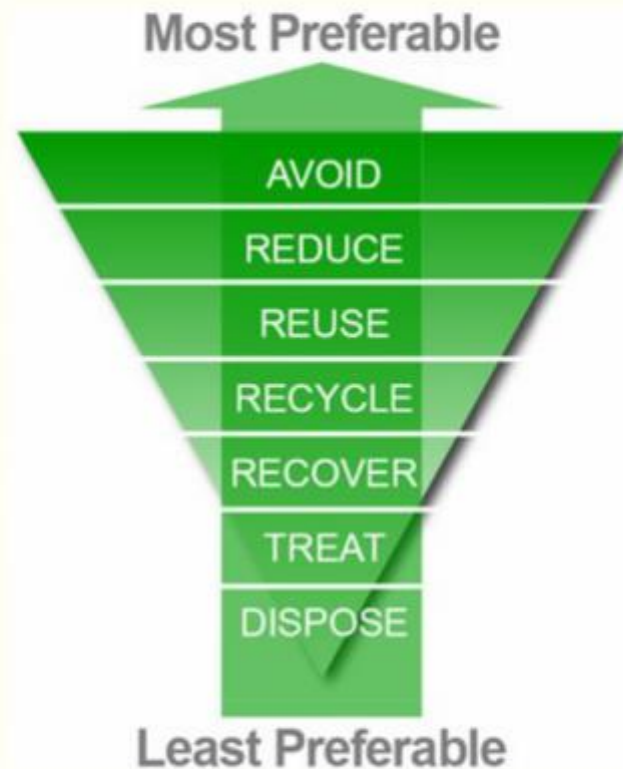 Most Preferable
AVOID
REDUCE
REUSE
RECYCLE
RECOVER
TREAT
DISPOSE
Least Preferable